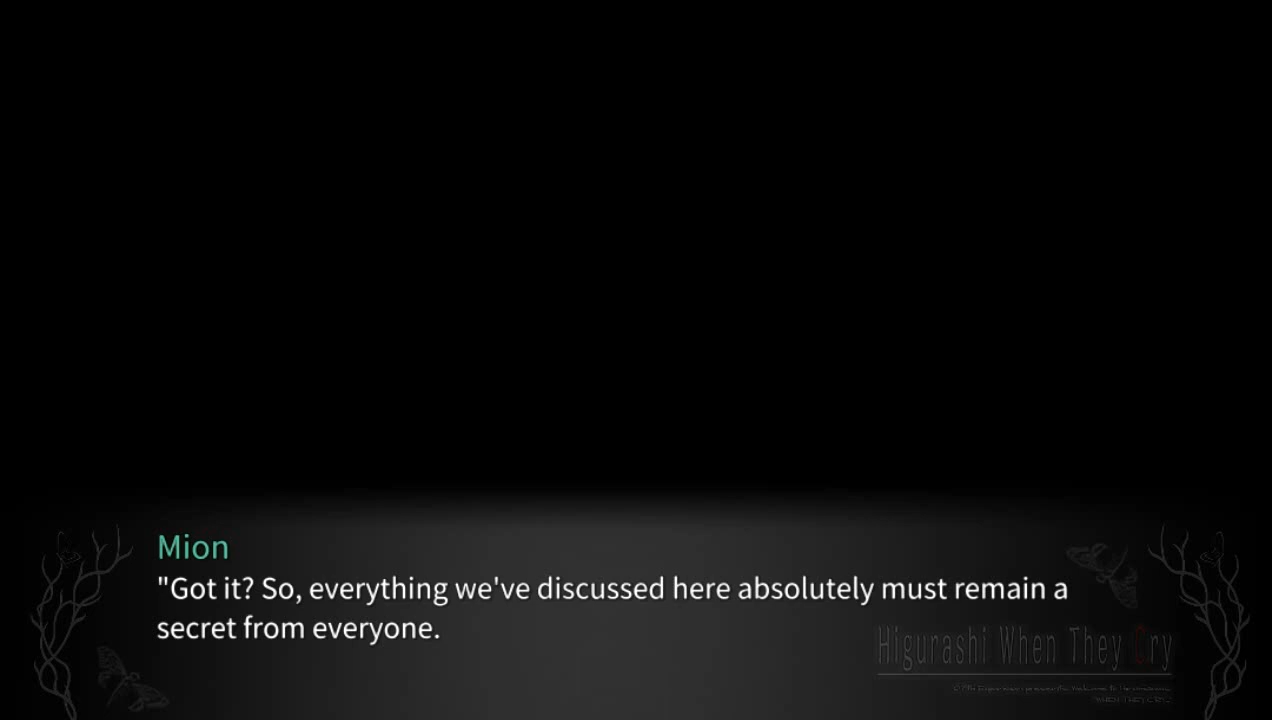 Mion
"Got it? So, everything we've discussed here absolutely must remain a
secret from everyone.
Higurashi When They Cry